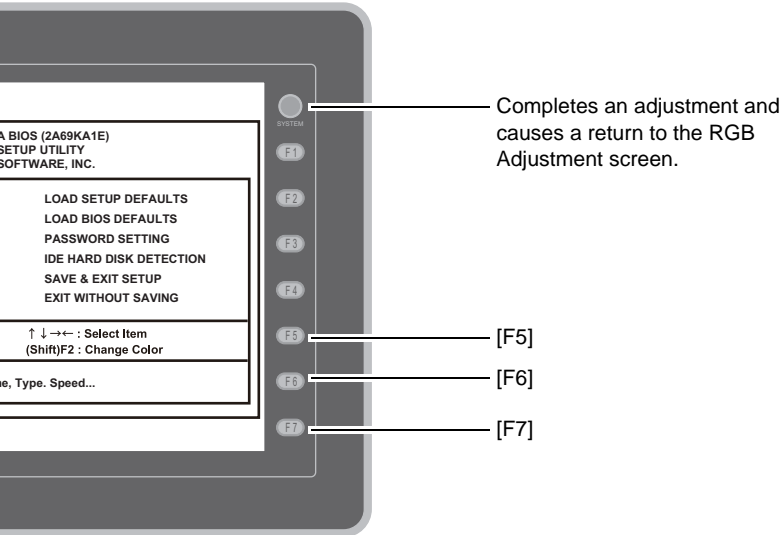 SYSTEM
Completes an adjustment and
causes a return to the RGB
Adjustment screen.
A BIOS (2A69KA1E)
SETUP UTILITY
SOFTWARE, INC.
F1
LOAD SETUP DEFAULTS
F2
LOAD BIOS DEFAULTS
PASSWORD SETTING
F3
IDE HARD DISK DETECTION
SAVE & EXIT SETUP
F4
EXIT WITHOUT SAVING
↑ ↓ → ← : Select Item
(Shift)F2 : Change Color
F5
[F5]
e, Type. Speed...
F6
[F6]
F7
[F7]